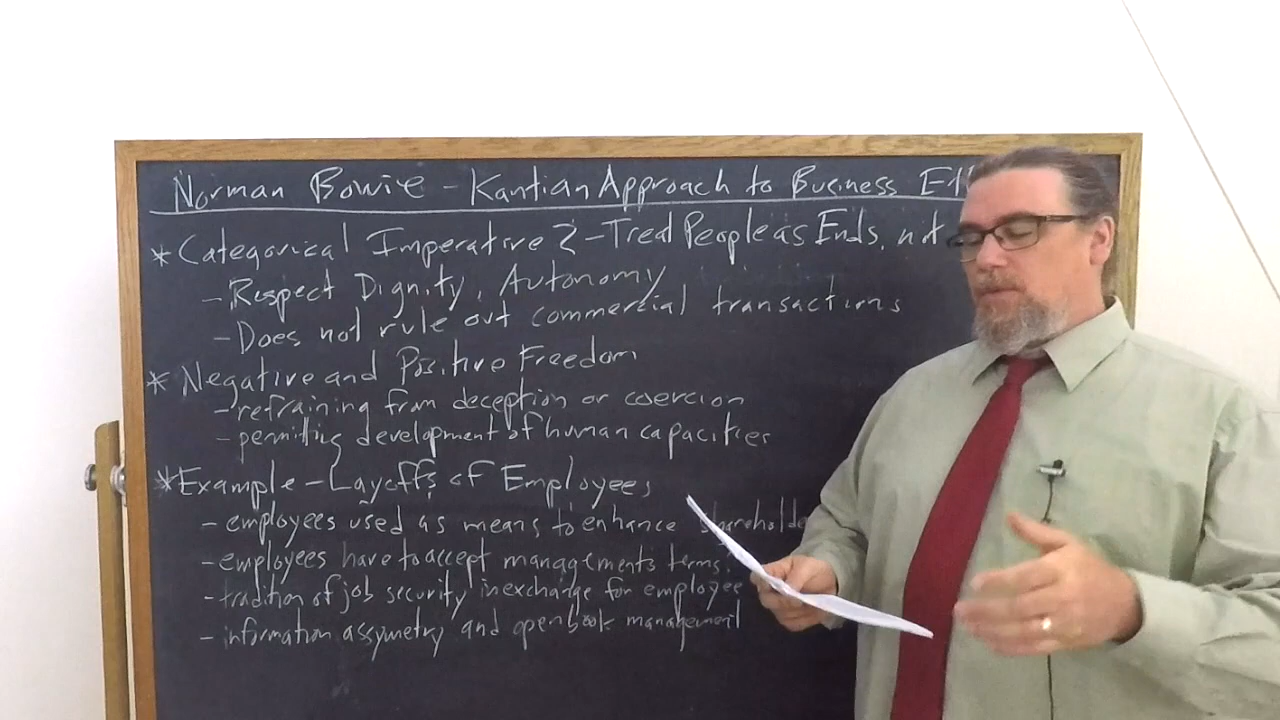 Norman Bowie - Kantian Approach to Business Eth
* Categorical Imperative 2 - Treat People as Ends, not
- Respect Dignity, Autonomy
- Does not rule out commercial transactions
* Negative and Positive Freedom
- refraining from deception or coercion
- permitting development of human capacities
* Example - Layoffs of Employees
- employees used as means to enhance shareholde
- employees have to accept managements terms?
- tradition of job security in exchange for employee
- information assymetry and open book management